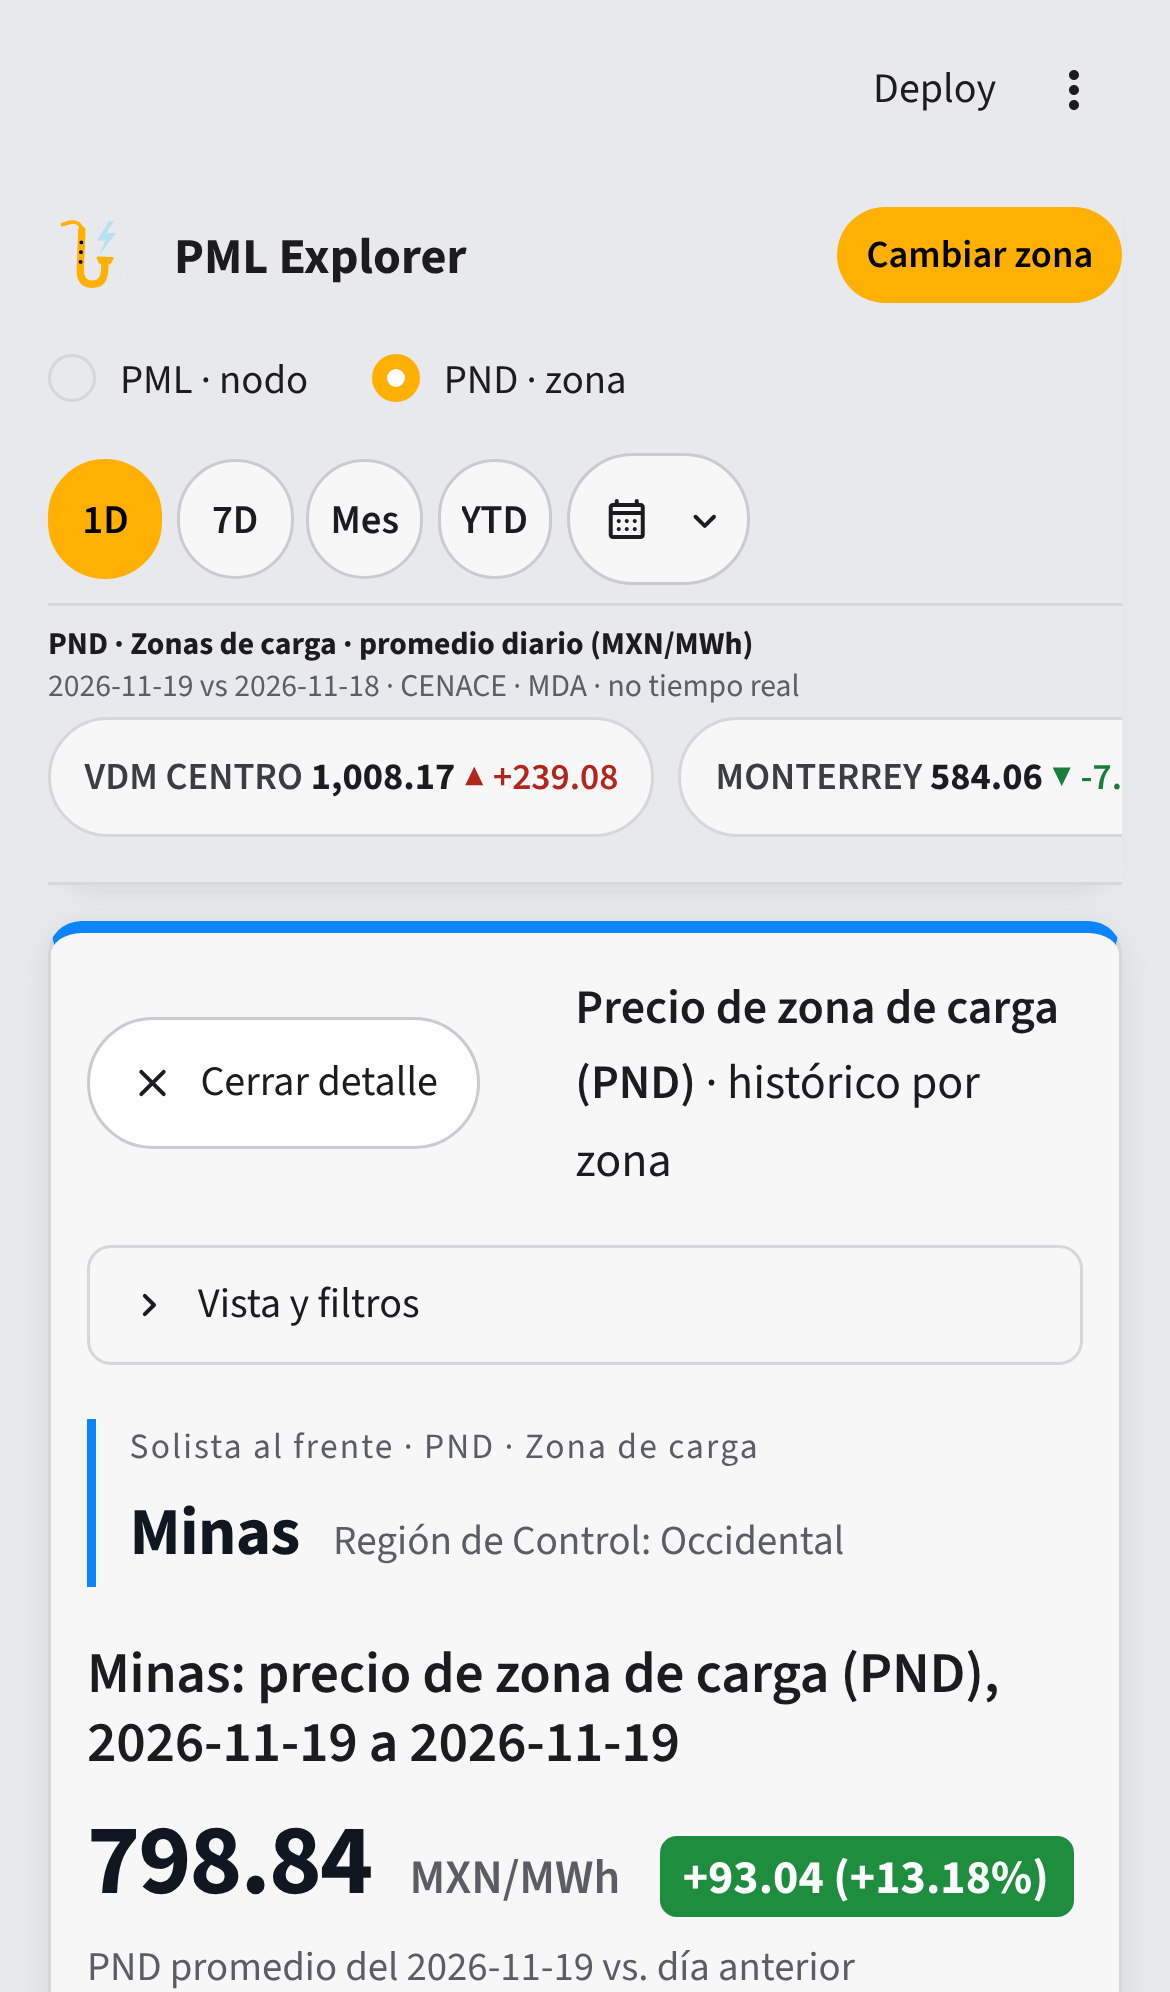 Deploy
PML Explorer
Cambiar zona
PML · nodo
PND · zona
1D
7D
Mes
YTD
PND · Zonas de carga · promedio diario (MXN/MWh)
2026-11-19 vs 2026-11-18 · CENACE · MDA · no tiempo real
VDM CENTRO 1,008.17 ▲ +239.08
MONTERREY 584.06 ▼ -7.
Cerrar detalle
Precio de zona de carga
(PND) · histórico por
zona
Vista y filtros
Solista al frente · PND · Zona de carga
Minas Región de Control: Occidental
Minas: precio de zona de carga (PND),
2026-11-19 a 2026-11-19
798.84 MXN/MWh +93.04 (+13.18%)
PND promedio del 2026-11-19 vs. día anterior